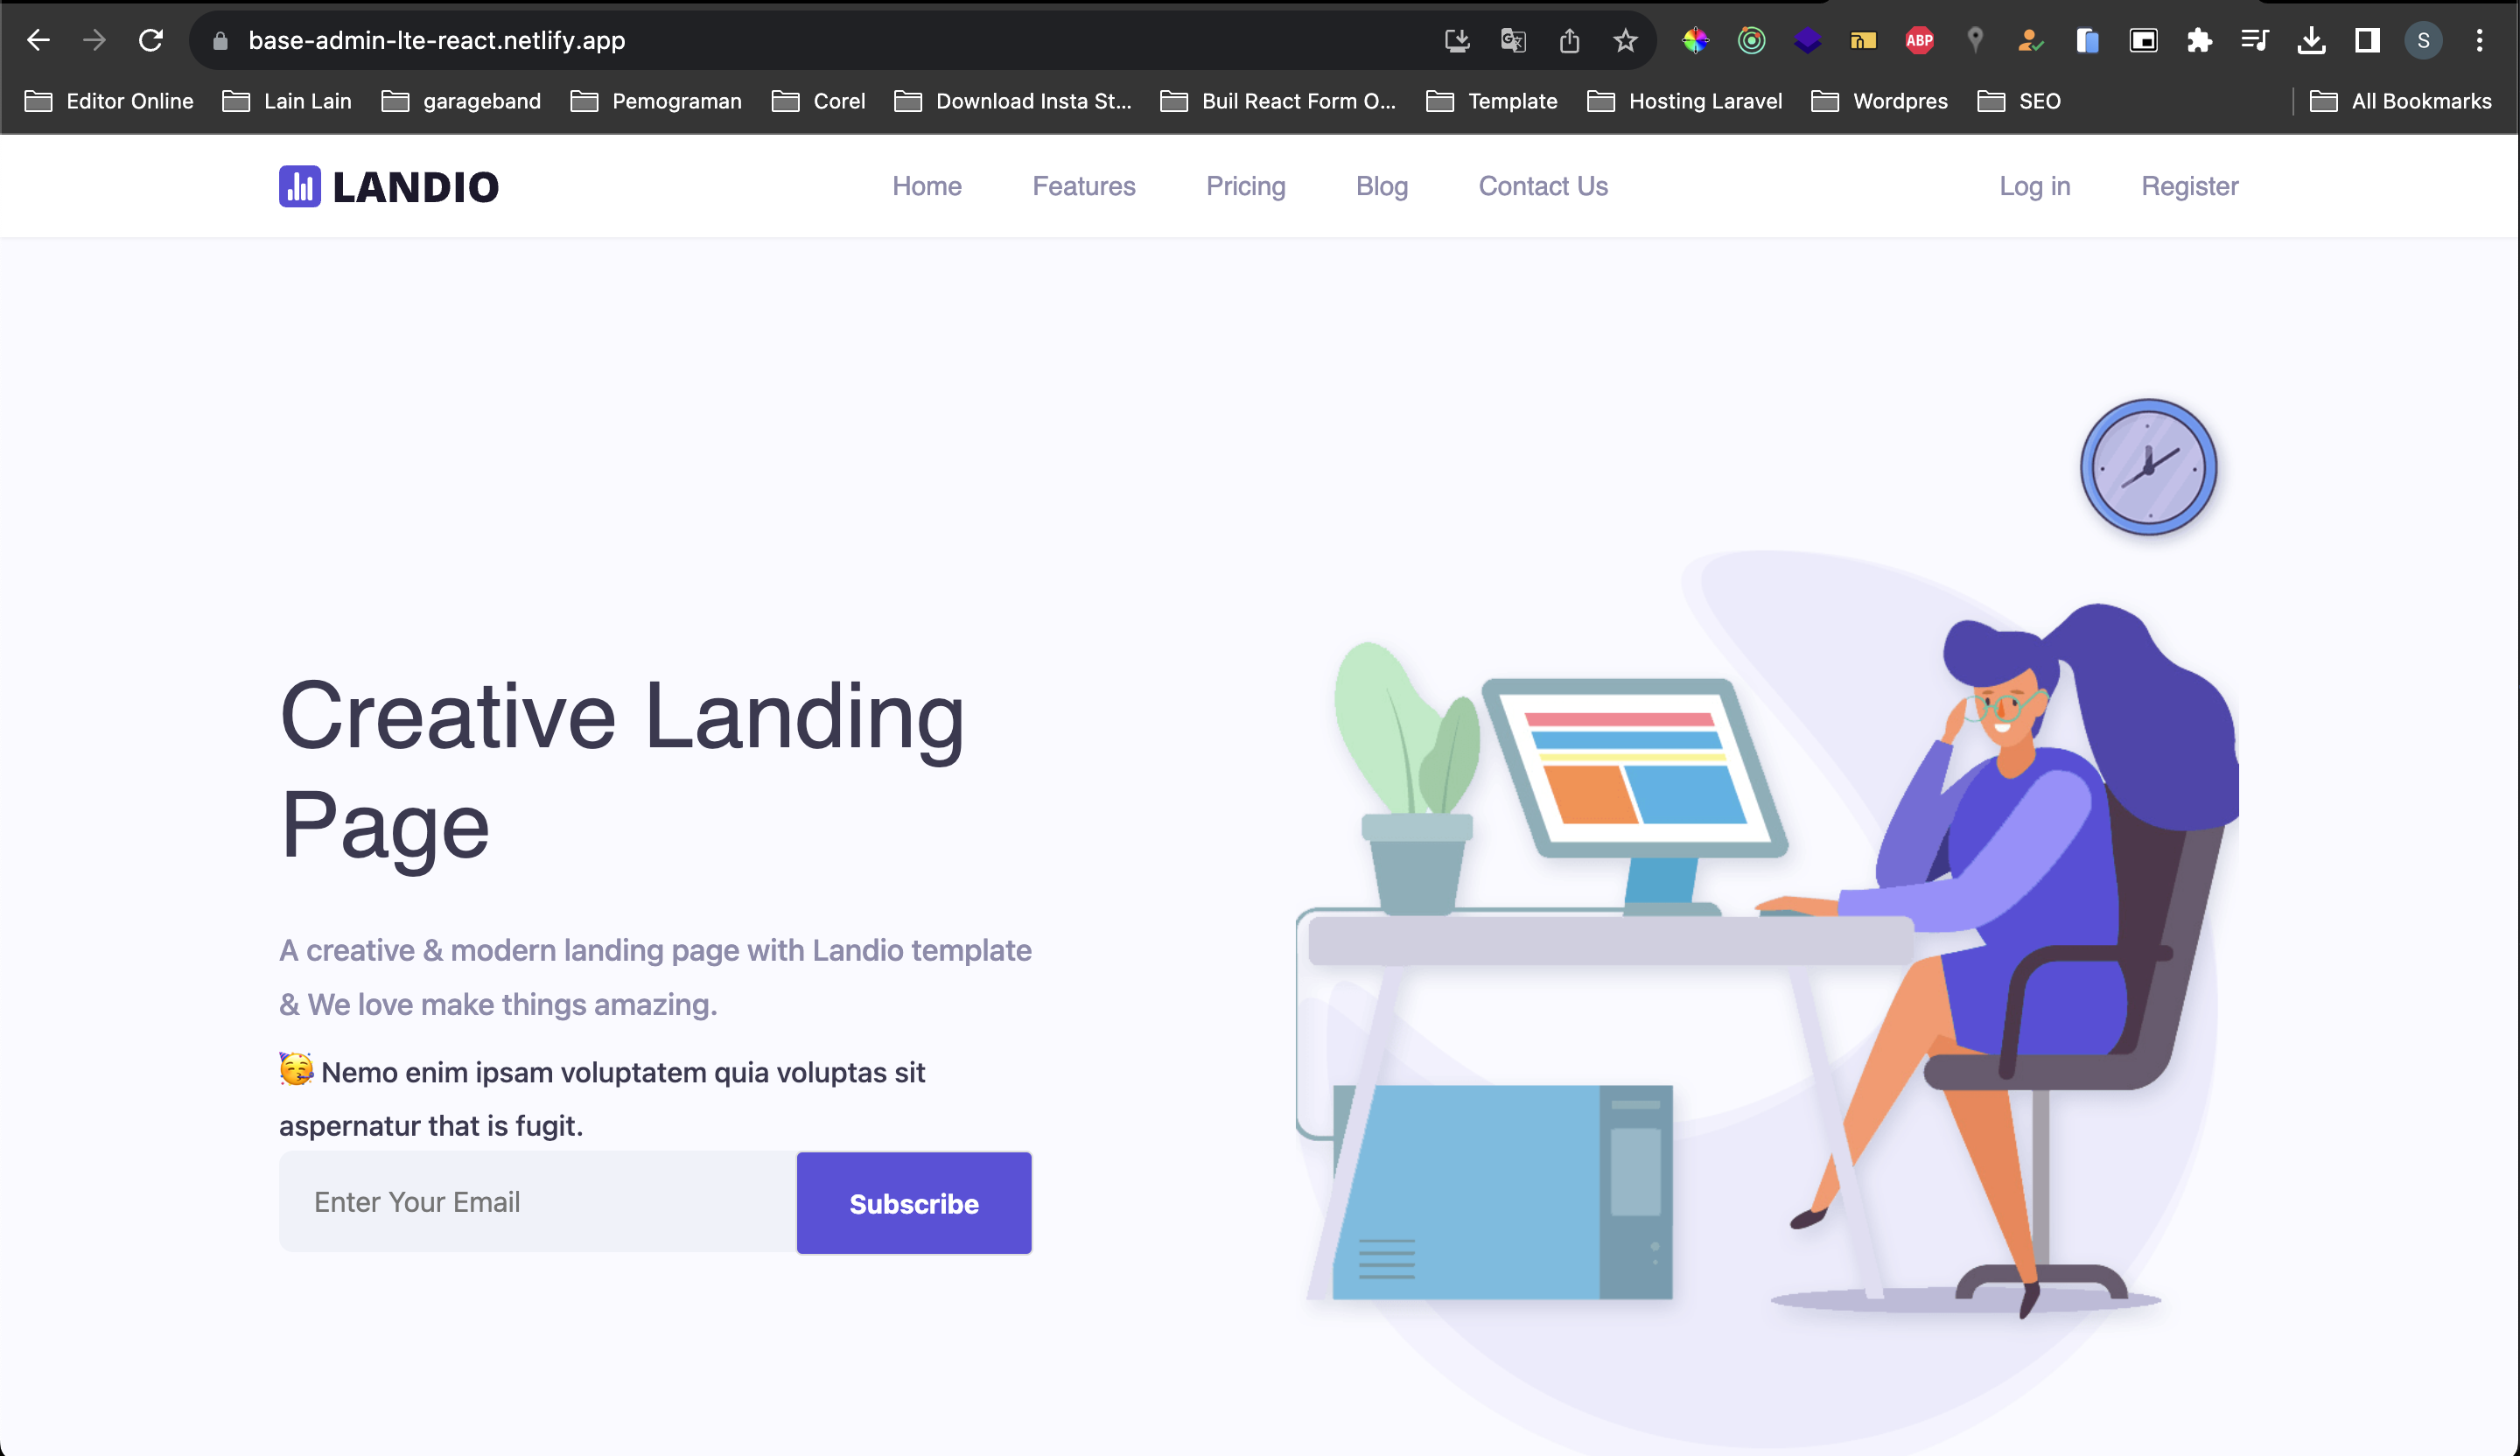 base-admin-lte-react.netlify.app
ABP
S
Editor Online
Lain Lain
garageband
Pemograman
Corel
Download Insta St...
Buil React Form O...
Template
Hosting Laravel
Wordpres
SEO
All Bookmarks
LANDIO
Home
Features
Pricing
Blog
Contact Us
Log in
Register
Creative Landing
Page
A creative & modern landing page with Landio template
& We love make things amazing.
🥳 Nemo enim ipsam voluptatem quia voluptas sit
aspernatur that is fugit.
Enter Your Email
Subscribe